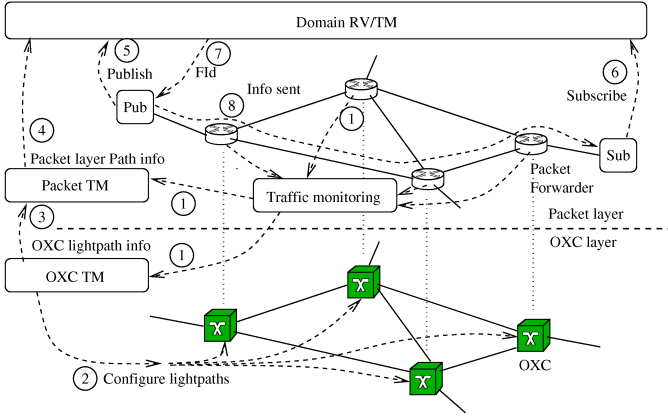 Domain RV/TM
5
7
Publish
FId
6
Pub
8
Info sent
Subscribe
1
4
Packet layer Path info
Sub
Packet TM
Packet
Forwarder
1
Traffic monitoring
3
Packet layer
OXC lightpath info
OXC layer
1
OXC TM
OXC
2
Configure lightpaths